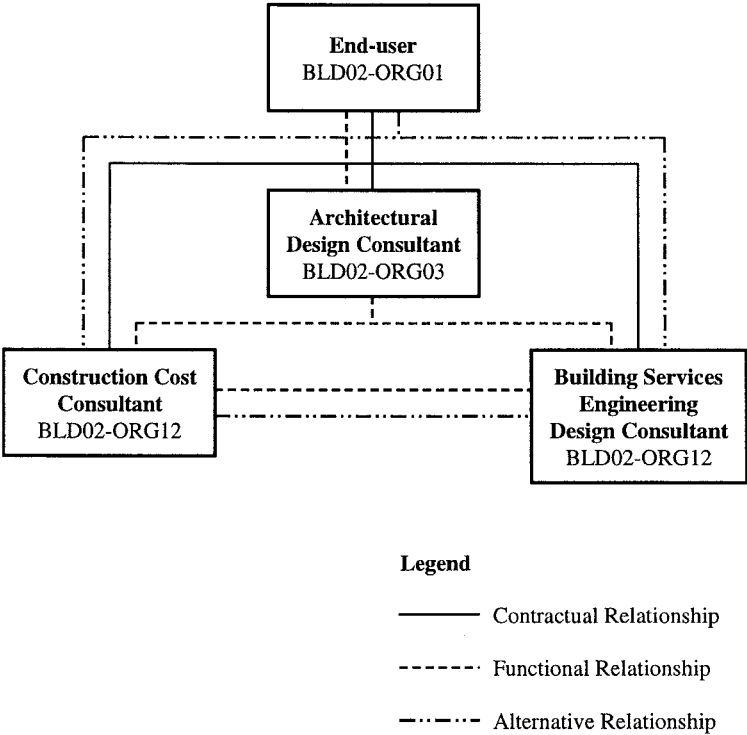 End-user
BLD02-ORG01
Architectural
Design Consultant
BLD02-ORG03
Construction Cost
Consultant
BLD02-ORG12
Building Services
Engineering
Design Consultant
BLD02-ORG12
Legend
Contractual Relationship
Functional Relationship
Alternative Relationship